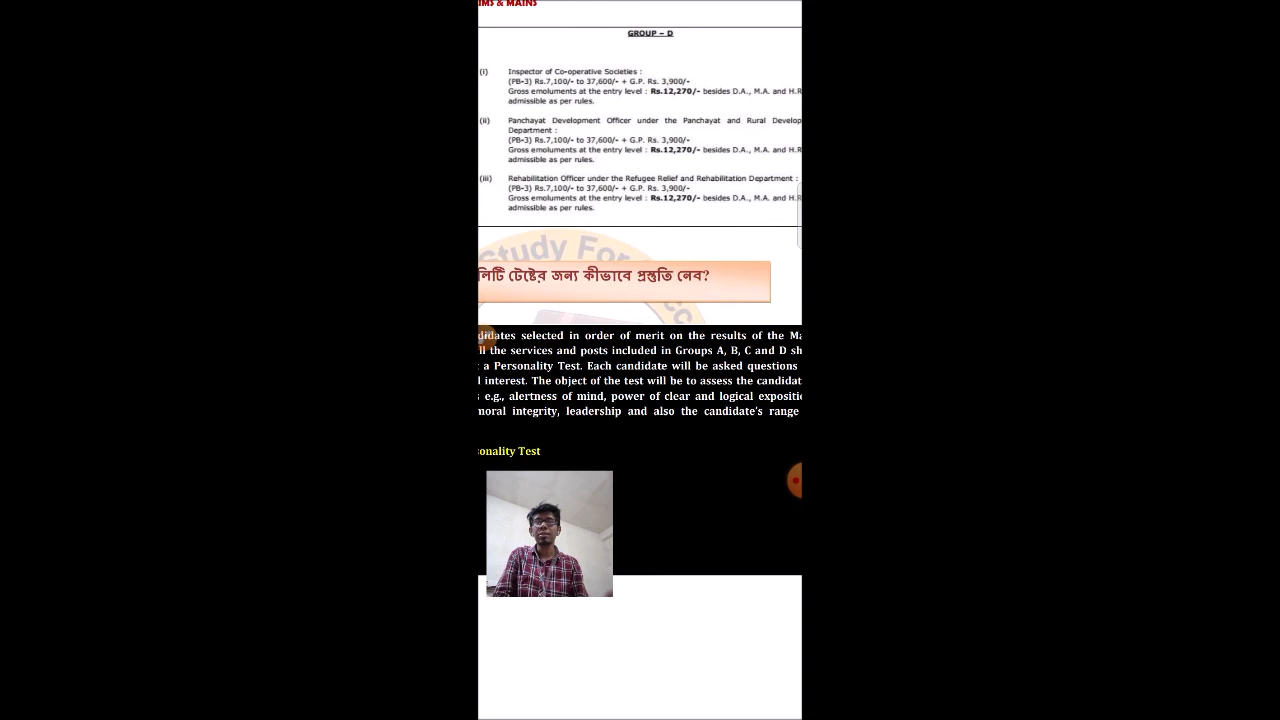 IMS & MAINS
GROUP – D
(i) Inspector of Co-operative Societies :
(PB-3) Rs.7,100/- to 37,600/- + G.P. Rs. 3,900/-
Gross emoluments at the entry level : Rs.12,270/- besides D.A., M.A. and H.R
admissible as per rules.
(ii) Panchayat Development Officer under the Panchayat and Rural Develop
Department :
(PB-3) Rs.7,100/- to 37,600/- + G.P. Rs. 3,900/-
Gross emoluments at the entry level : Rs.12,270/- besides D.A., M.A. and H.R
admissible as per rules.
(iii) Rehabilitation Officer under the Refugee Relief and Rehabilitation Department :
(PB-3) Rs.7,100/- to 37,600/- + G.P. Rs. 3,900/-
Gross emoluments at the entry level : Rs.12,270/- besides D.A., M.A. and H.R
admissible as per rules.
Study For
লিটি টেষ্টের জন্য কীভাবে প্রস্তুতি নেব?
didates selected in order of merit on the results of the Ma
ll the services and posts included in Groups A, B, C and D sh
a Personality Test. Each candidate will be asked questions
l interest. The object of the test will be to assess the candidat
s e.g., alertness of mind, power of clear and logical expositio
moral integrity, leadership and also the candidate's range
sonality Test